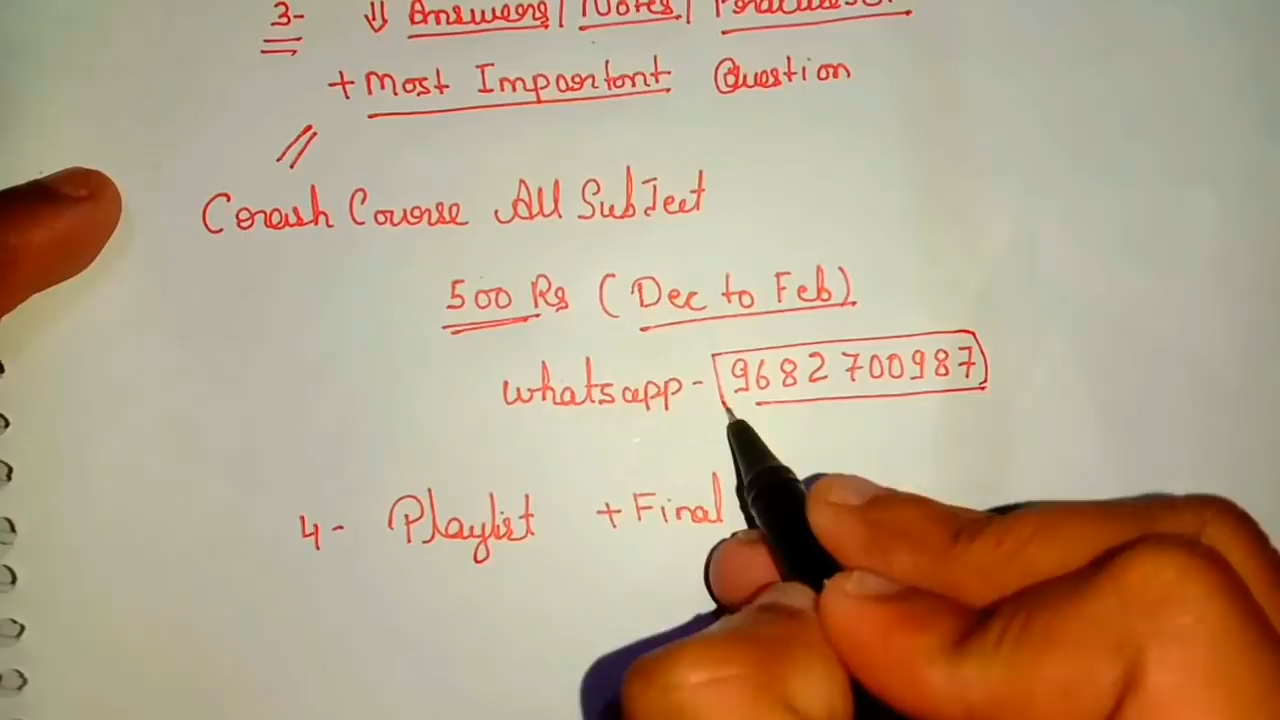 3- ⇓ Answers/ Notes/
+ Most Important Question
Crash Course All SubJect
500 Rs (Dec to Feb)
whatsapp - 9682700987
4- Playlist + Final